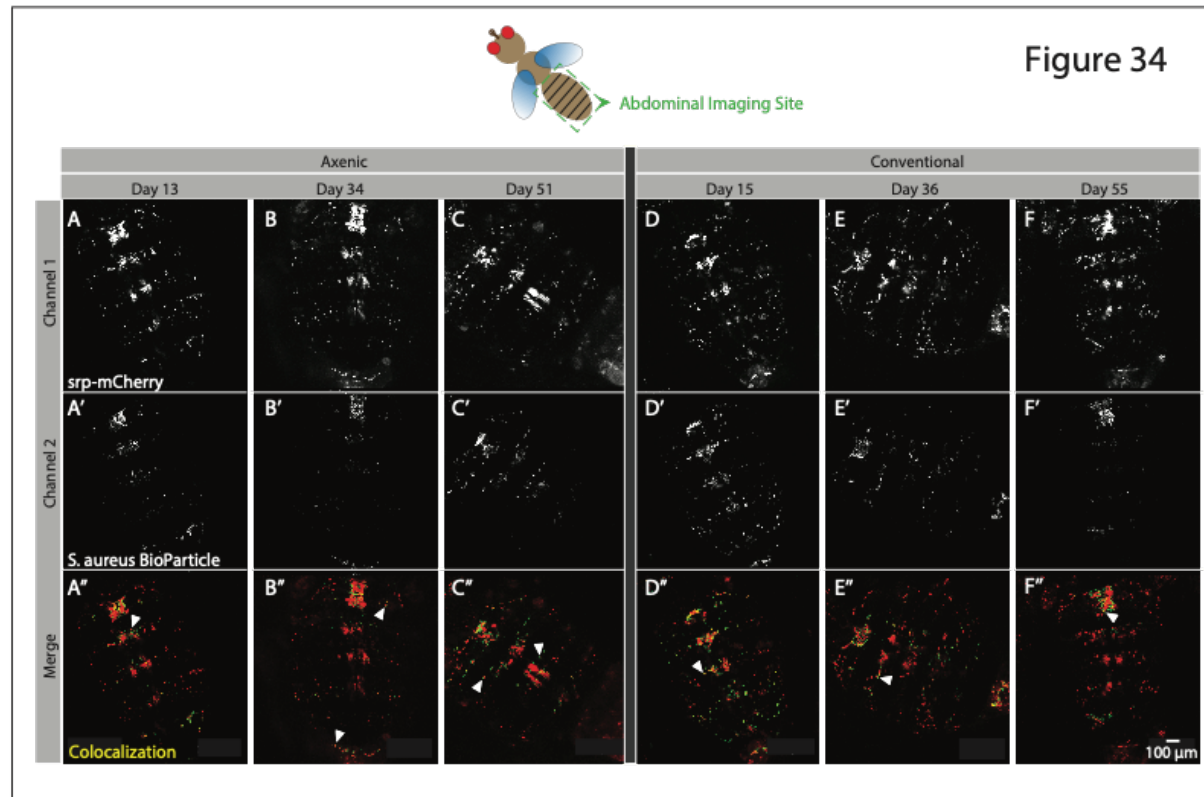 Figure 34
Abdominal Imaging Site
Axenic
Conventional
Day 13
Day 34
Day 51
Day 15
Day 36
Day 55
Channel 1
A
B
C
D
E
F
srp-mCherry
Channel 2
A'
B'
C'
D'
E'
F'
S. aureus BioParticle
Merge
A"
B"
C"
D"
E"
F"
Colocalization
100 µm